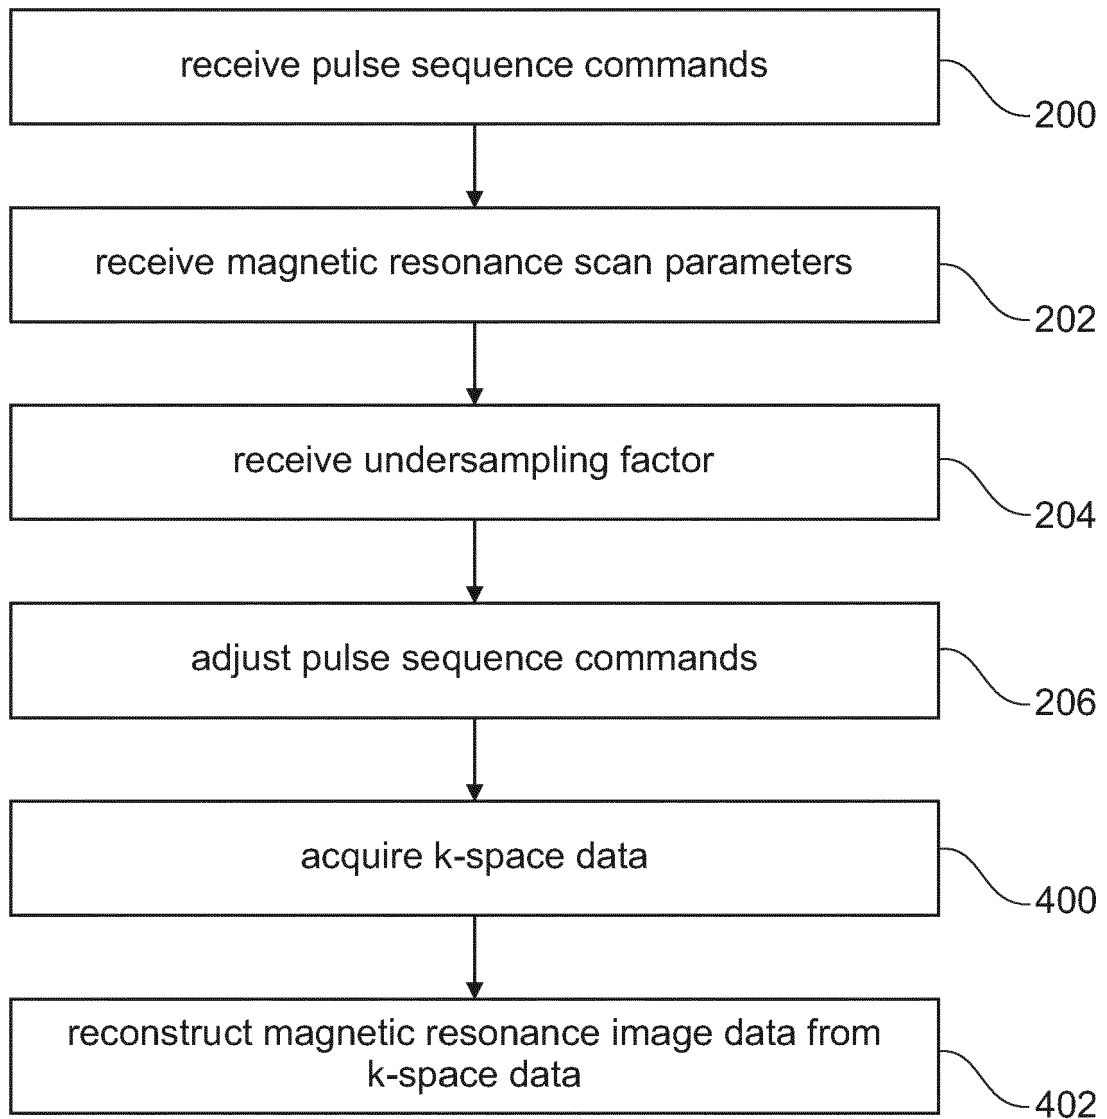 receive pulse sequence commands
200
receive magnetic resonance scan parameters
202
receive undersampling factor
204
adjust pulse sequence commands
206
acquire k-space data
400
reconstruct magnetic resonance image data from
k-space data
402